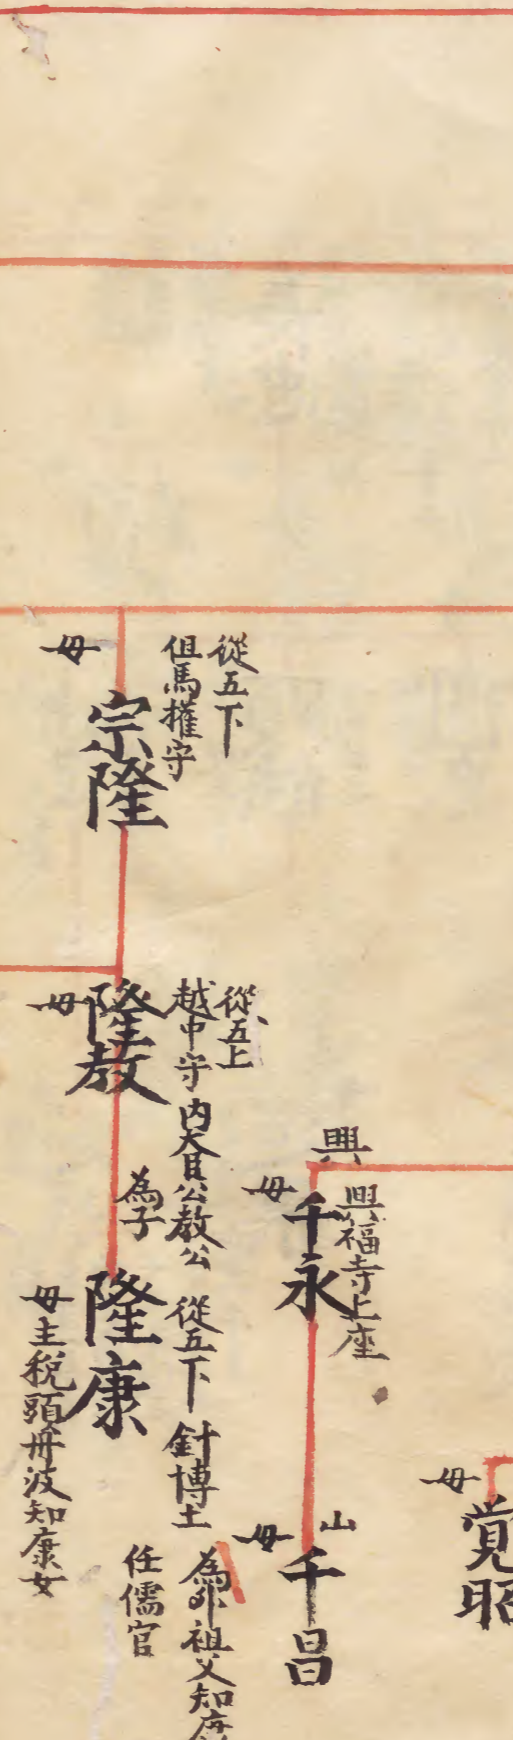 從五下
但馬權守
宗隆
母
從五上
越中守內大臣公教公
為子
隆教
母
興
興福寺上座
千永
母
從五下 針博士
為外祖父知康
任儒官
隆康
母主税頭丹波知康女
山
千昌
母
覚昭
母